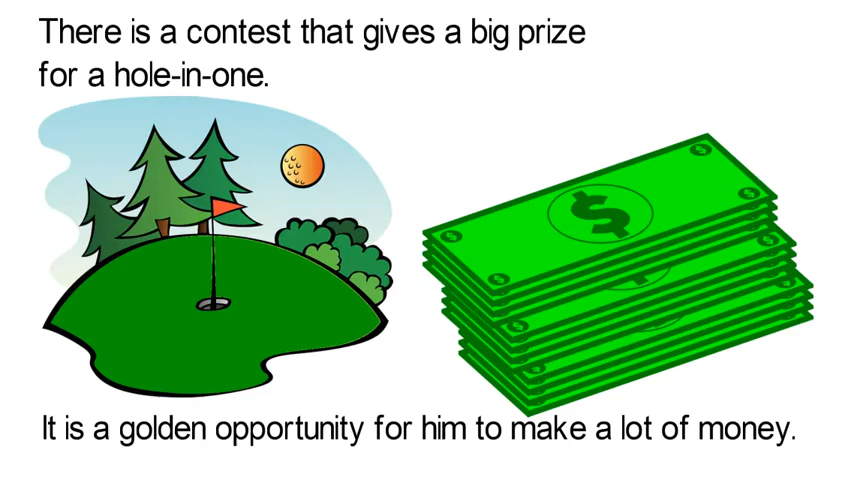 There is a contest that gives a big prize
for a hole-in-one.
$
$
$
$
$
$
$
$
It is a golden opportunity for him to make a lot of money.